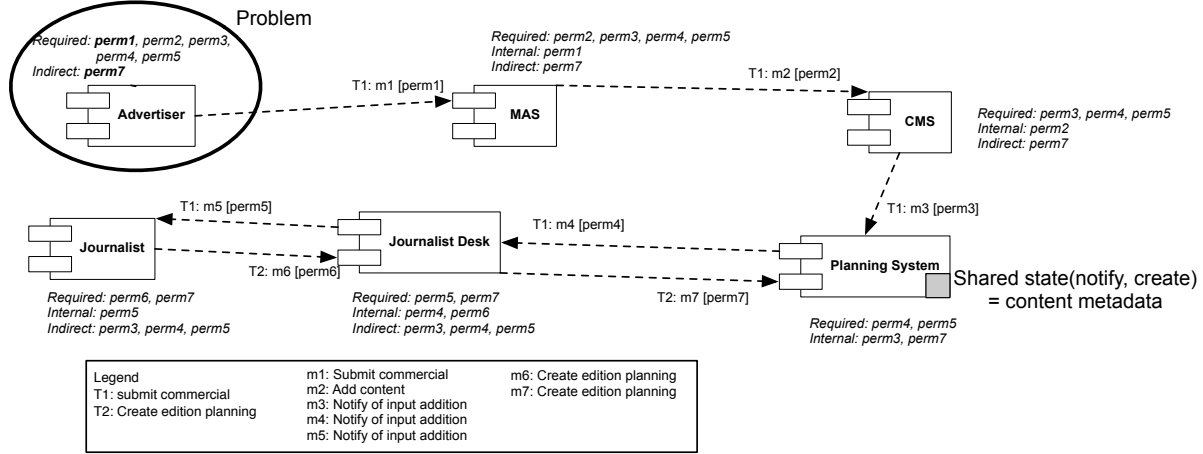 Problem
Required: perm1, perm2, perm3,
perm4, perm5
Indirect: perm7
Advertiser
T1: m1 [perm1]
Required: perm2, perm3, perm4, perm5
Internal: perm1
Indirect: perm7
MAS
T1: m2 [perm2]
CMS
Required: perm3, perm4, perm5
Internal: perm2
Indirect: perm7
T1: m3 [perm3]
Journalist
T1: m5 [perm5]
T2: m6 [perm6]
Journalist Desk
T1: m4 [perm4]
T2: m7 [perm7]
Planning System
Shared state(notify, create)
= content metadata
Required: perm6, perm7
Internal: perm5
Indirect: perm3, perm4, perm5
Required: perm5, perm7
Internal: perm4, perm6
Indirect: perm3, perm4, perm5
Required: perm4, perm5
Internal: perm3, perm7
Legend
T1: submit commercial
T2: Create edition planning
m1: Submit commercial
m2: Add content
m3: Notify of input addition
m4: Notify of input addition
m5: Notify of input addition
m6: Create edition planning
m7: Create edition planning